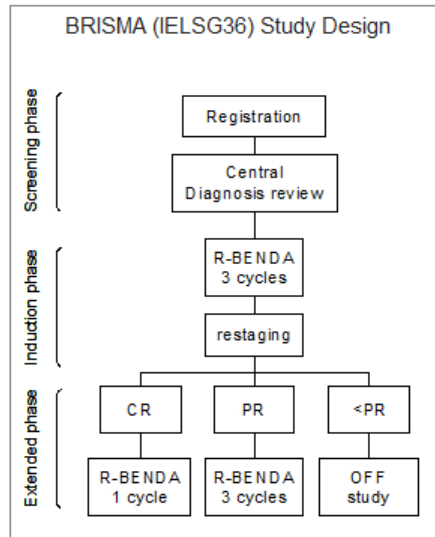 BRISMA (IELSG36) Study Design
Screening phase
Registration
Central
Diagnosis review
Induction phase
R-BENDA
3 cycles
restaging
Extended phase
CR
PR
<PR
R-BENDA
1 cycle
R-BENDA
3 cycles
OFF
study